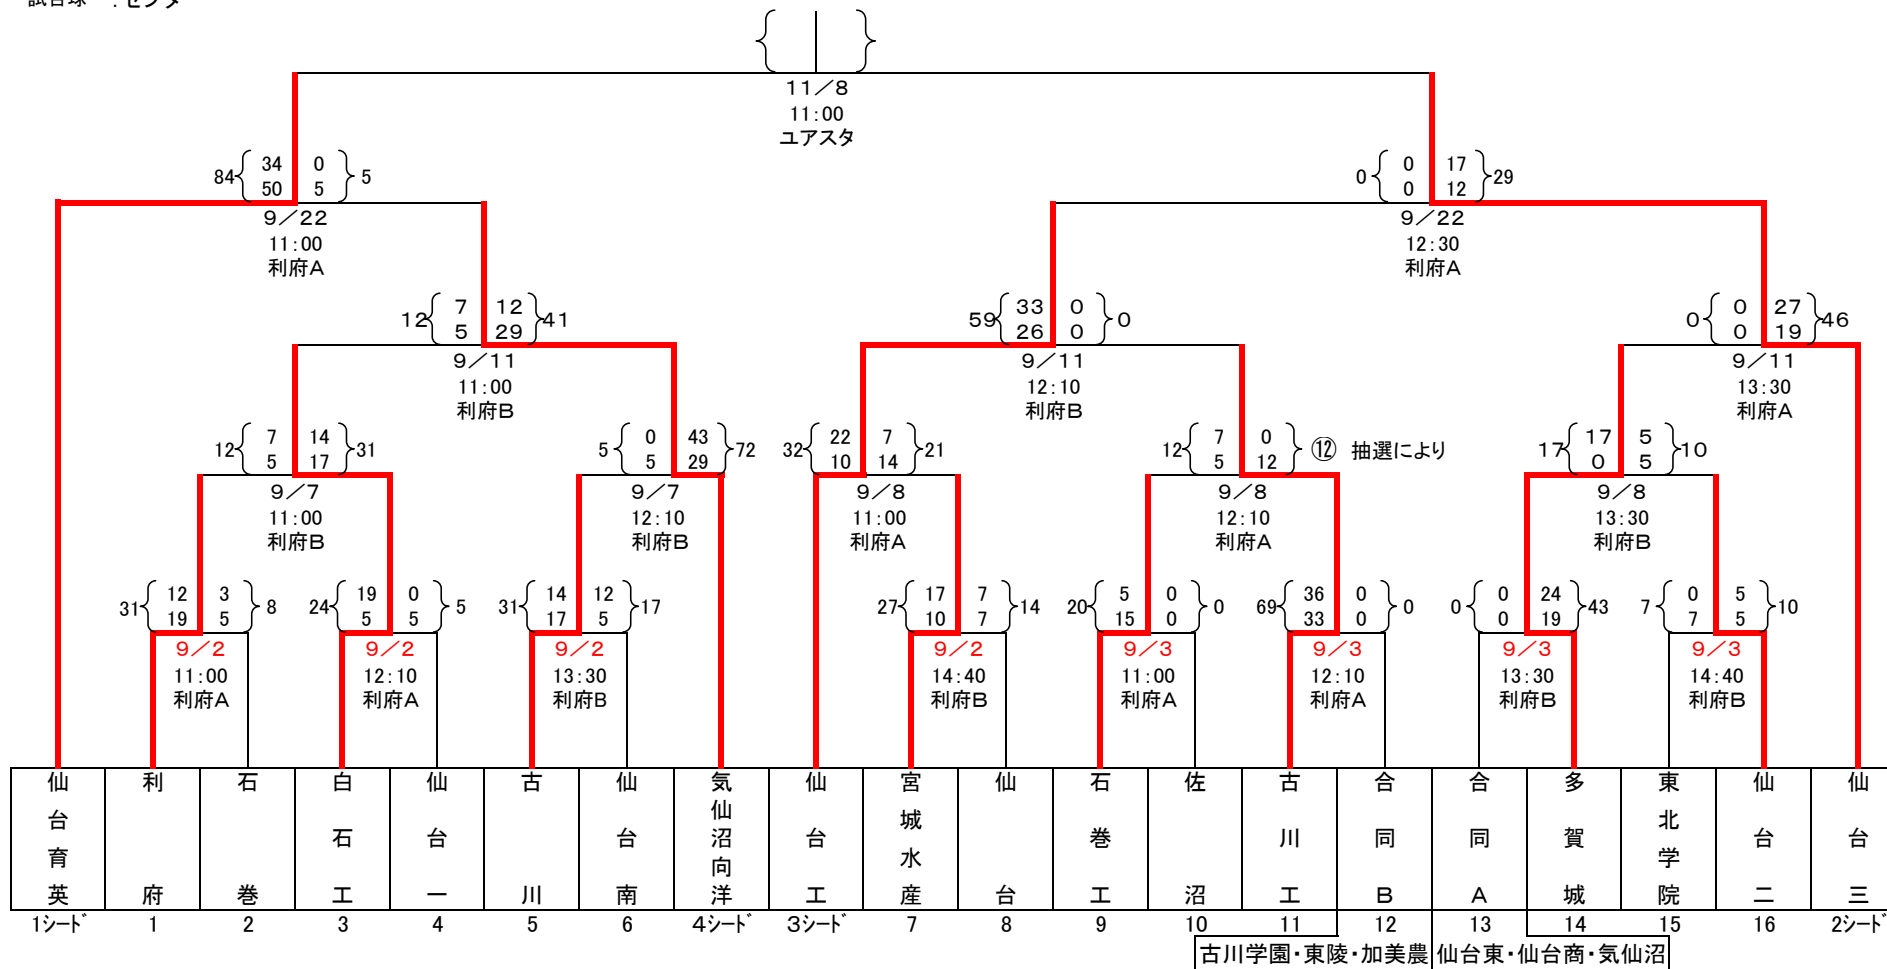 試合球 : セプター
11/8
11:00
ユアスタ
84 34 0 5
50 5
9/22
11:00
利府A
0 0 17 29
0 12
9/22
12:30
利府A
12 7 12 41
5 29
9/11
11:00
利府B
59 33 0 0
26 0
9/11
12:10
利府B
0 0 27 46
0 19
9/11
13:30
利府A
12 7 14 31
5 17
9/7
11:00
利府B
5 0 43 72
5 29
9/7
12:10
利府B
32 22 7 21
10 14
9/8
11:00
利府A
12 7 0 ⑫ 抽選により
5 12
9/8
12:10
利府A
17 17 5 10
0 5
9/8
13:30
利府B
31 12 3 8
19 5
9/2
11:00
利府A
24 19 0 5
5 5
9/2
12:10
利府A
31 14 12 17
17 5
9/2
13:30
利府B
27 17 7 14
10 7
9/2
14:40
利府B
20 5 0 0
15 0
9/3
11:00
利府A
69 36 0 0
33 0
9/3
12:10
利府A
0 0 24 43
0 19
9/3
13:30
利府B
7 0 5 10
7 5
9/3
14:40
利府B
仙台育英
利府
石巻
白石工
仙台一
古川
仙台南
気仙沼向洋
仙台工
宮城水産
仙台
石巻工
佐沼
古川工
合同B
合同A
多賀城
東北学院
仙台二
仙台三
1シード 1 2 3 4 5 6 4シード 3シード 7 8 9 10 11 12 13 14 15 16 2シード
古川学園・東陵・加美農 仙台東・仙台商・気仙沼